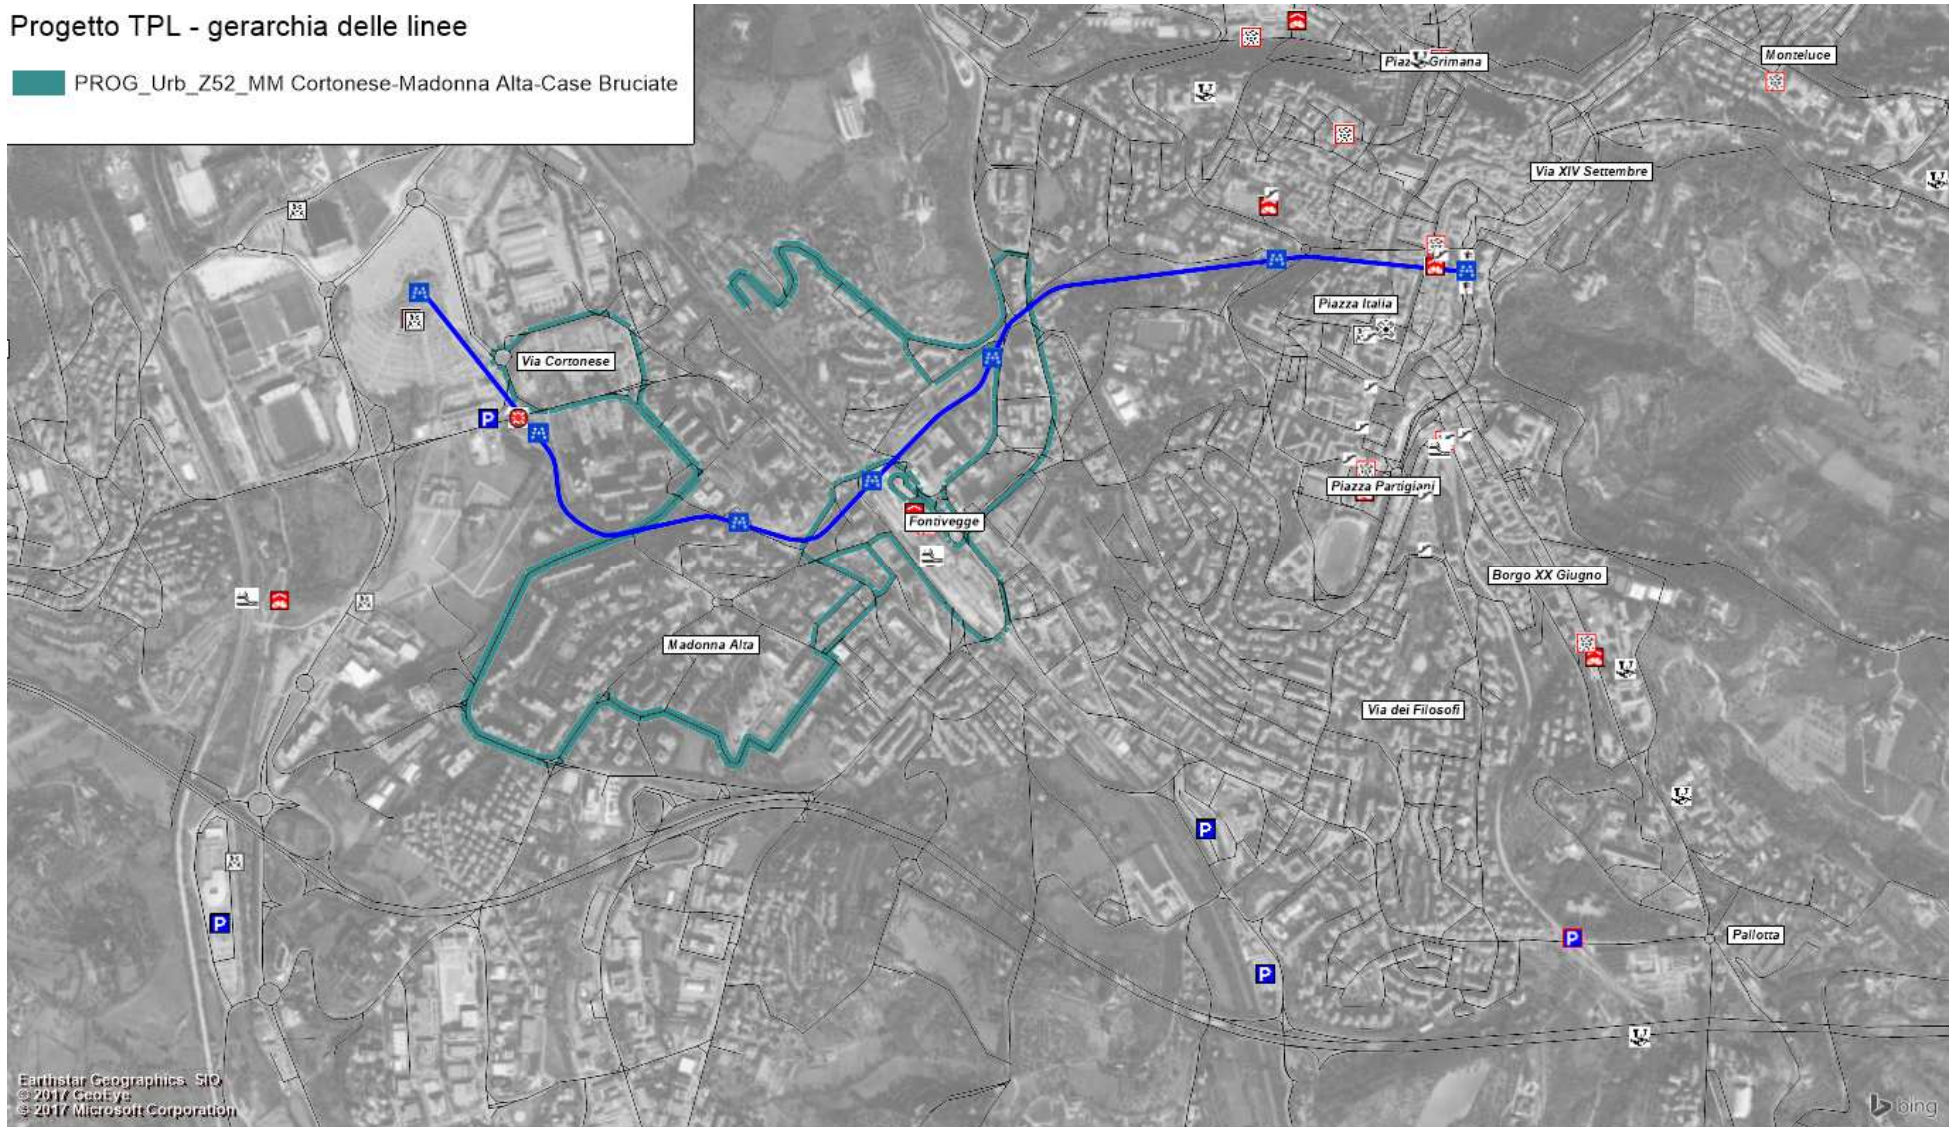 Progetto TPL - gerarchia delle linee
PROG_Urb_Z52_MM Cortonese-Madonna Alta-Case Bruciate
Piazza Grimana
Monteluce
Via XIV Settembre
Piazza Italia
Via Cortonese
P
Piazza Partigiani
Fontivegge
Borgo XX Giugno
Madonna Alta
Via dei Filosofi
P
P
P
Pallotta
P
Earthstar Geographics SIO
© 2017 GeoEye
© 2017 Microsoft Corporation
bing